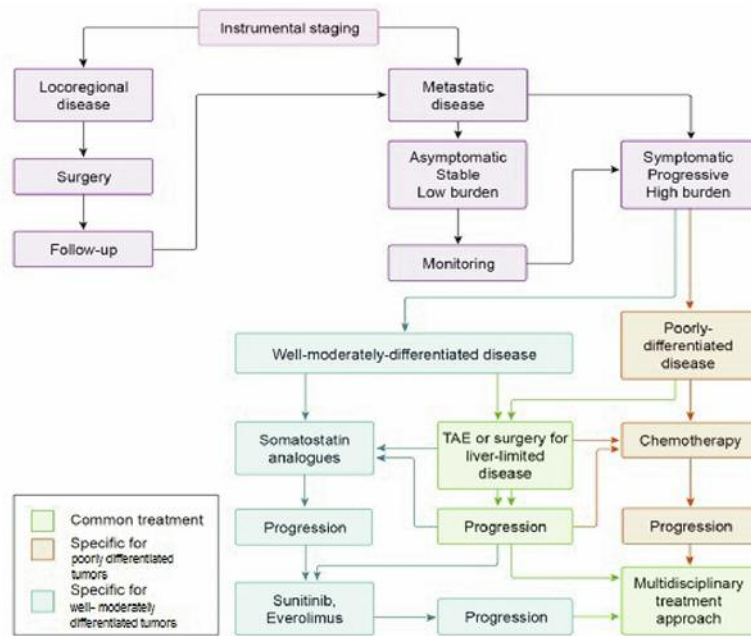 Instrumental staging
Locoregional
disease
Metastatic
disease
Surgery
Asymptomatic
Stable
Low burden
Symptomatic
Progressive
High burden
Follow-up
Monitoring
Well-moderately-differentiated disease
Poorly-
differentiated
disease
Somatostatin
analogues
TAE or surgery for
liver-limited
disease
Chemotherapy
Progression
Progression
Progression
Sunitinib,
Everolimus
Progression
Multidisciplinary
treatment
approach
Common treatment
Specific for
poorly differentiated
tumors
Specific for
well- moderately
differentiated tumors